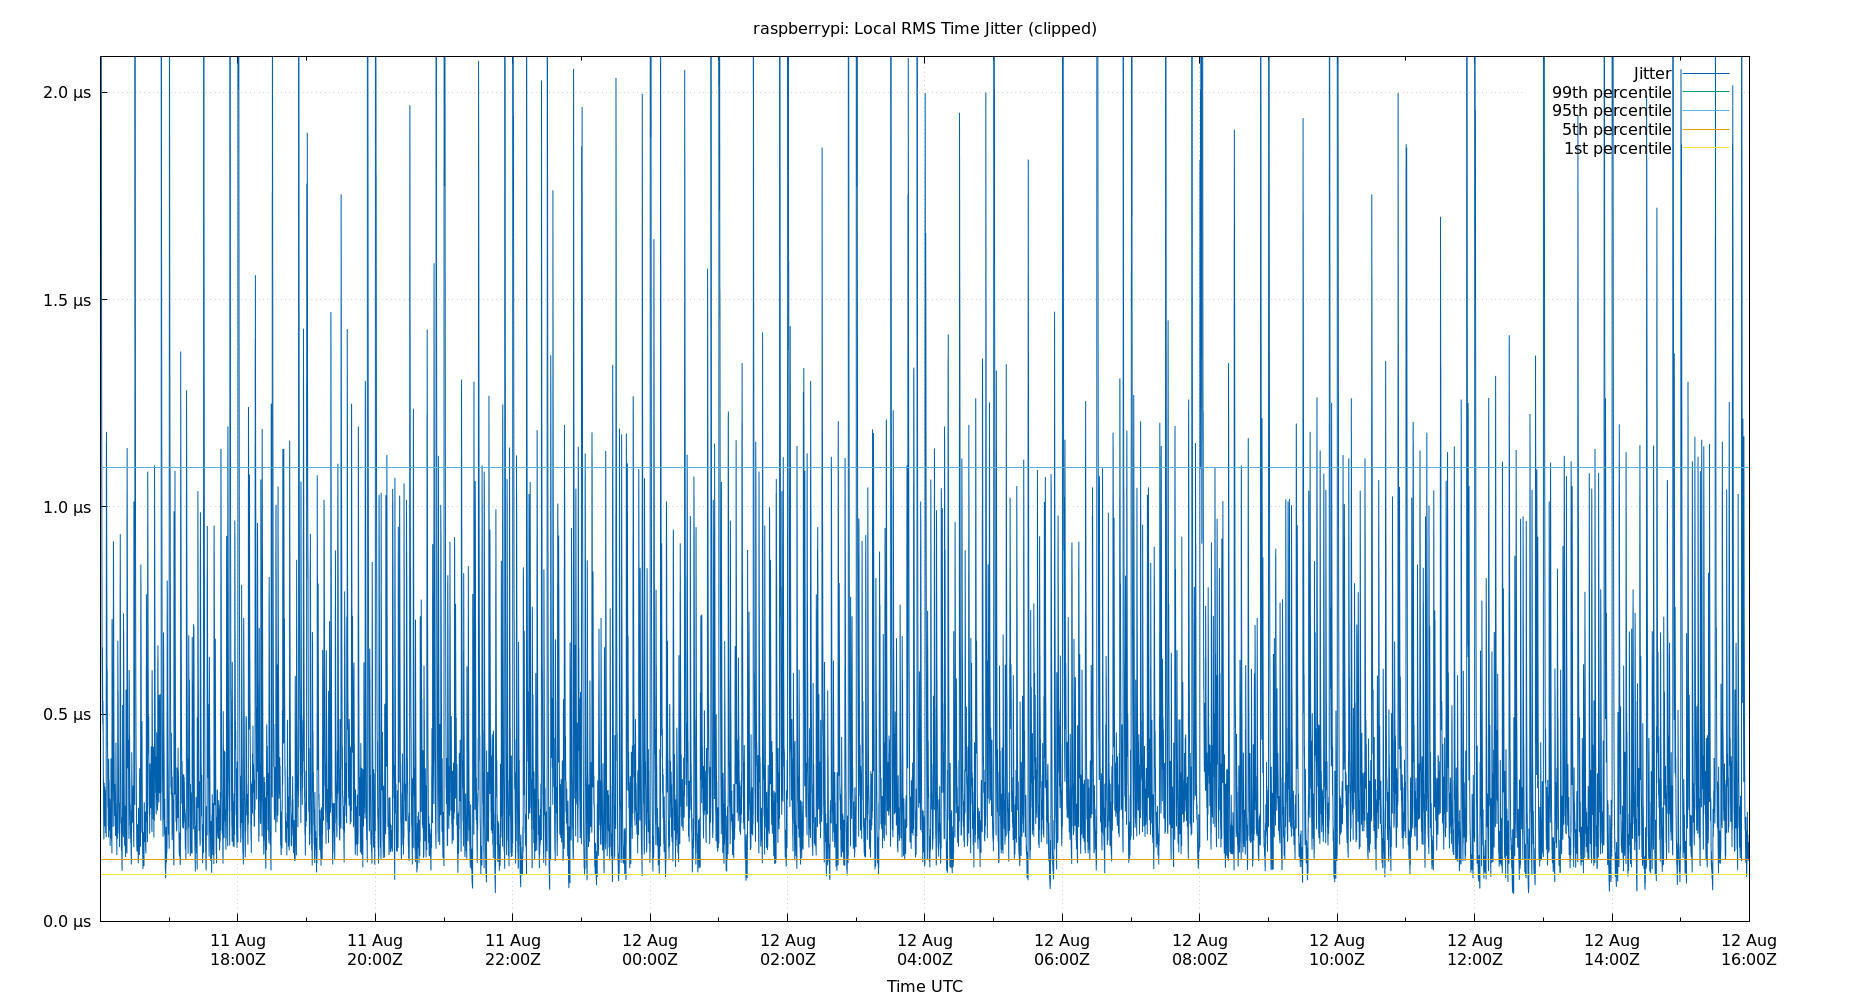 raspberrypi: Local RMS Time Jitter (clipped)
Jitter
99th percentile
95th percentile
5th percentile
1st percentile
2.0 µs
1.5 µs
1.0 µs
0.5 µs
0.0 µs
11 Aug 11 Aug 11 Aug 12 Aug 12 Aug 12 Aug 12 Aug 12 Aug 12 Aug 12 Aug 12 Aug 12 Aug
18:00Z 20:00Z 22:00Z 00:00Z 02:00Z 04:00Z 06:00Z 08:00Z 10:00Z 12:00Z 14:00Z 16:00Z
Time UTC